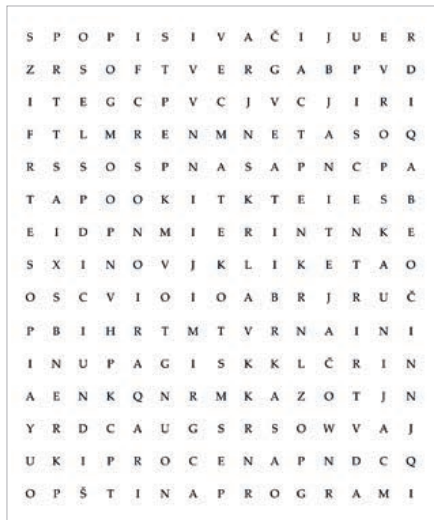 S P O P I S I V A Č I J U E R
Z R S O F T V E R G A B P V D
I T E G C P V C J V C J I R I
F T L M R E N M N E T A S O Q
R S S O S P N A S A P N C P A
T A P O O K I T K T E I E S B
E I D P N M I E R I N T N K E
S X I N O V J K L I K E T A O
O S C V I O I O A B R J R U Č
P B I H R T M T V R N A I N I
I N U P A G I S K K L Č R I N
A E N K Q N R M K A Z O T J N
Y R D C A U G S R S O W V A J
U K I P R O C E N A P N D C Q
O P Š T I N A P R O G R A M I